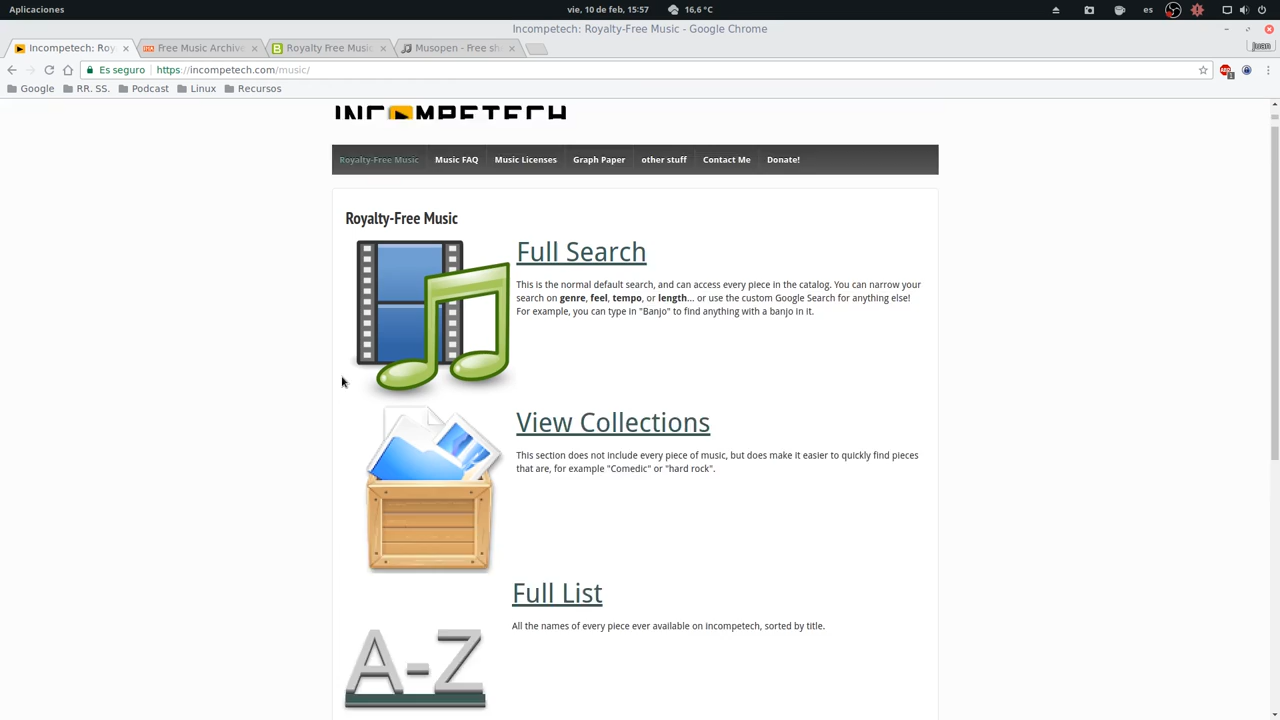 Aplicaciones
vie, 10 de feb, 15:57
16,6 °C
es
Incompetech: Royalty-Free Music - Google Chrome
Incompetech: Roy
Free Music Archive
Royalty Free Music
Musopen - Free sh
Juan
Es seguro
https://incompetech.com/music/
Google
RR. SS.
Podcast
Linux
Recursos
INCOMPETECH
Royalty-Free Music
Music FAQ
Music Licenses
Graph Paper
other stuff
Contact Me
Donate!
Royalty-Free Music
Full Search
This is the normal default search, and can access every piece in the catalog. You can narrow your
search on genre, feel, tempo, or length... or use the custom Google Search for anything else!
For example, you can type in "Banjo" to find anything with a banjo in it.
View Collections
This section does not include every piece of music, but does make it easier to quickly find pieces
that are, for example "Comedic" or "hard rock".
Full List
All the names of every piece ever available on Incompetech, sorted by title.
A-Z